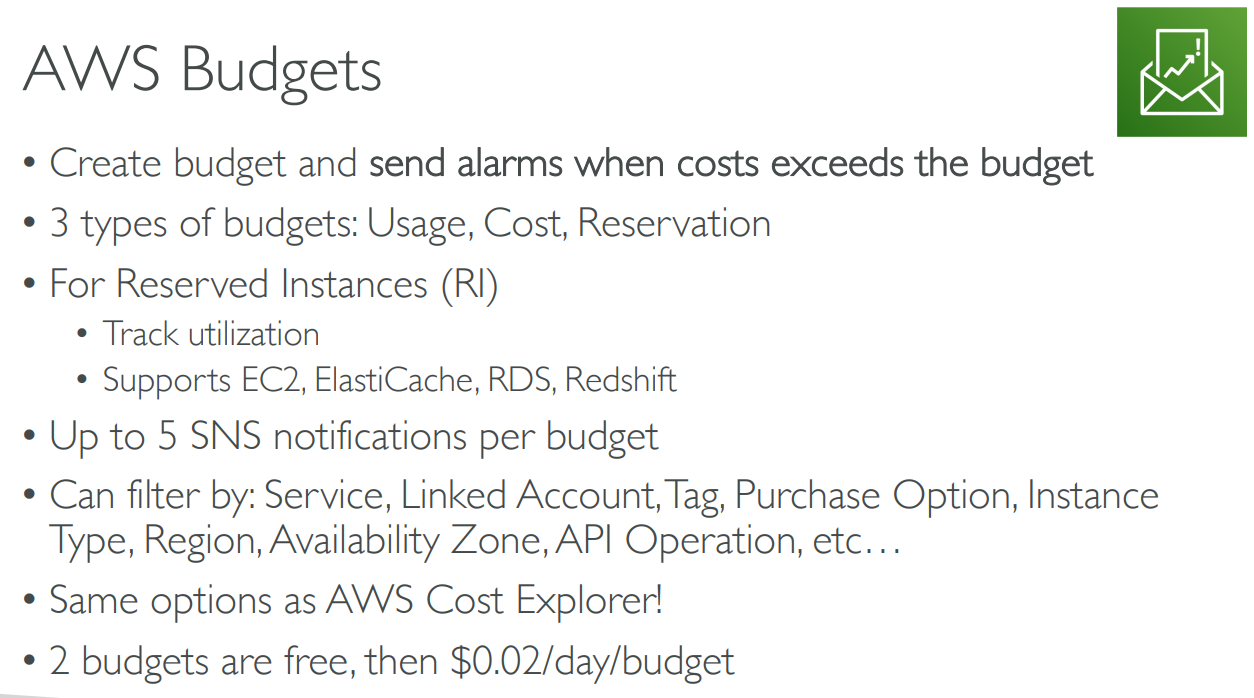 AWS Budgets
• Create budget and send alarms when costs exceeds the budget
• 3 types of budgets: Usage, Cost, Reservation
• For Reserved Instances (RI)
• Track utilization
• Supports EC2, ElastiCache, RDS, Redshift
• Up to 5 SNS notifications per budget
• Can filter by: Service, Linked Account, Tag, Purchase Option, Instance
Type, Region, Availability Zone, API Operation, etc…
• Same options as AWS Cost Explorer!
• 2 budgets are free, then $0.02/day/budget